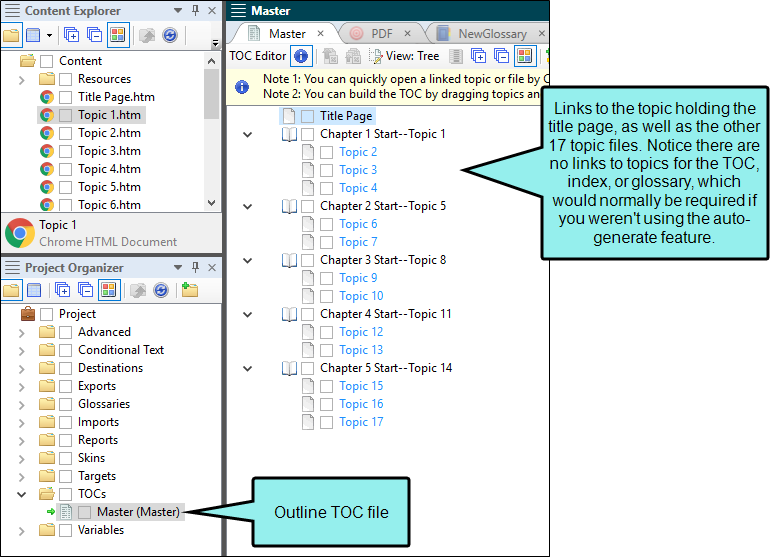 Content Explorer
Content
Resources
Title Page.htm
Topic 1.htm
Topic 2.htm
Topic 3.htm
Topic 4.htm
Topic 5.htm
Topic 6.htm
Topic 1
Chrome HTML Document
Project Organizer
Project
Advanced
Conditional Text
Destinations
Exports
Glossaries
Imports
Reports
Skins
Targets
TOCs
Master (Master)
Variables
Master
Master
PDF
NewGlossary
TOC Editor
View: Tree
Note 1: You can quickly open a linked topic or file by C
Note 2: You can build the TOC by dragging topics an
Title Page
Chapter 1 Start--Topic 1
Topic 2
Topic 3
Topic 4
Chapter 2 Start--Topic 5
Topic 6
Topic 7
Chapter 3 Start--Topic 8
Topic 9
Topic 10
Chapter 4 Start--Topic 11
Topic 12
Topic 13
Chapter 5 Start--Topic 14
Topic 15
Topic 16
Topic 17
Links to the topic holding the
title page, as well as the other
17 topic files. Notice there are
no links to topics for the TOC,
index, or glossary, which
would normally be required if
you weren't using the auto-
generate feature.
Outline TOC file